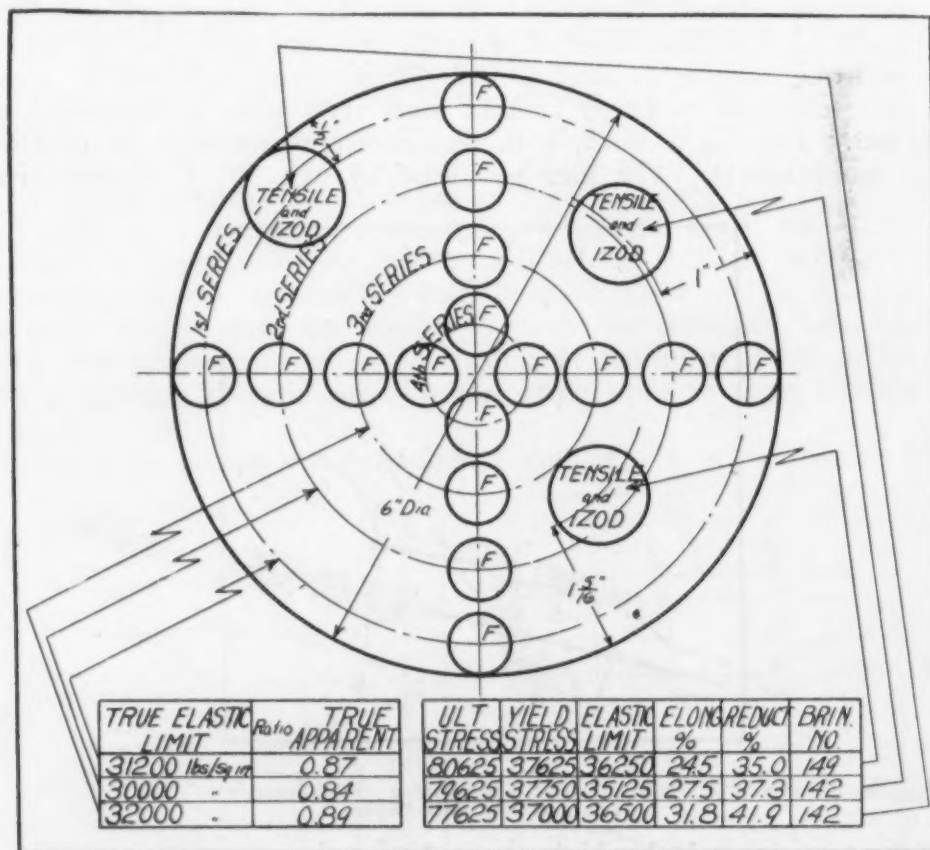 F
1/2"
F
TENSILE
and
IZOD
TENSILE
and
IZOD
1st SERIES
2nd SERIES
3rd SERIES
F
1"
F
4th SERIES
F F F F F F F F
F
F
TENSILE
and
IZOD
6" Dia
F
1 5/16"
F
TRUE ELASTIC LIMIT Ratio TRUE APPARENT
31200 lbs/sq in 0.87
30000 " 0.84
32000 " 0.89
ULT STRESS YIELD STRESS ELASTIC LIMIT ELONG % REDUCT % BRIN. NO.
80625 37625 36250 24.5 35.0 149
79625 37750 35125 27.5 37.3 142
77625 37000 36500 31.8 41.9 142